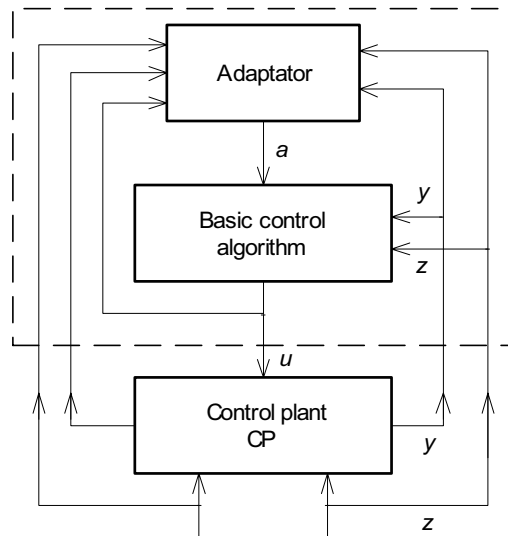 Adaptator
a
y
Basic control
algorithm
z
u
Control plant
CP
y
z